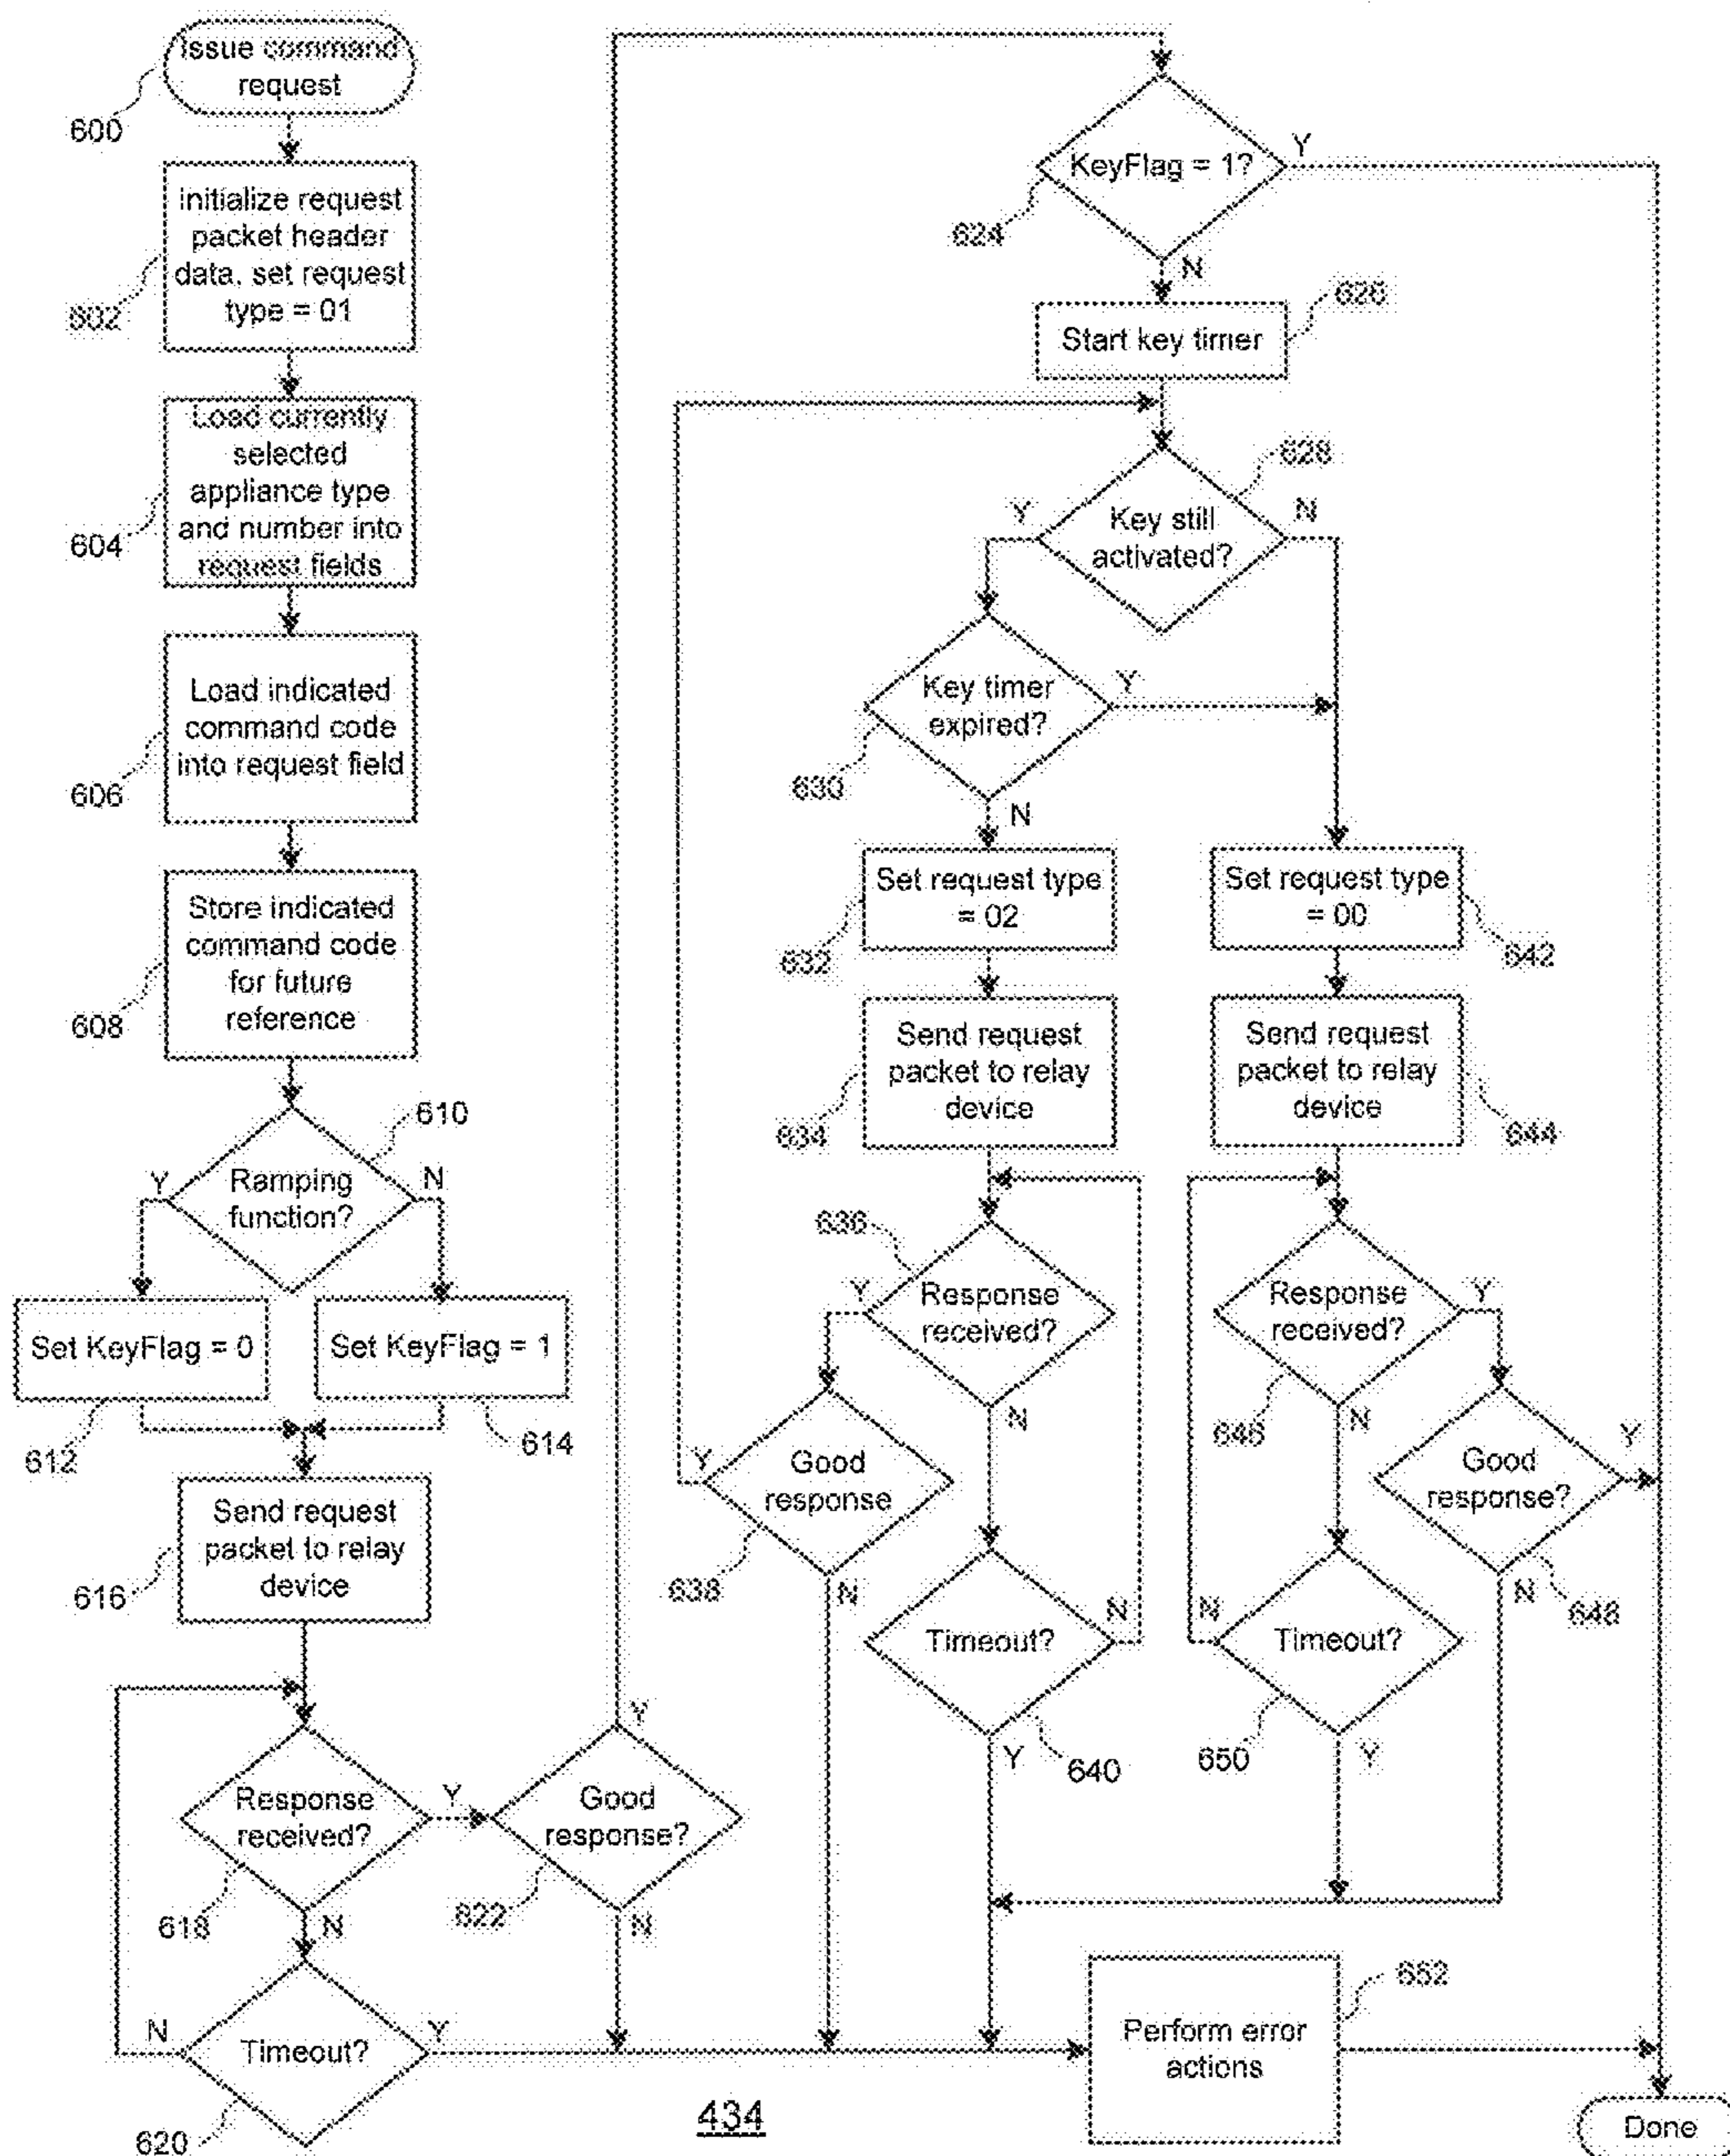 Issue command
request
600
Initialize request
packet header
data, set request
type = 01
602
Load currently
selected
appliance type
and number into
request fields
604
Load indicated
command code
into request field
606
Store indicated
command code
for future
reference
608
Ramping
function?
610
Y
N
Set KeyFlag = 0
612
Set KeyFlag = 1
614
Send request
packet to relay
device
616
Response
received?
618
Y
N
Timeout?
620
N
Y
Good
response?
622
Y
N
KeyFlag = 1?
624
Y
N
Start key timer
626
Key still
activated?
628
Y
N
Key timer
expired?
630
Y
N
Set request type
= 02
632
Send request
packet to relay
device
634
Response
received?
636
Y
N
Good
response
638
Y
N
Timeout?
640
N
Y
Set request type
= 00
642
Send request
packet to relay
device
644
Response
received?
646
Y
N
Good
response?
648
Y
N
Timeout?
650
N
Y
Perform error
actions
652
Done
434